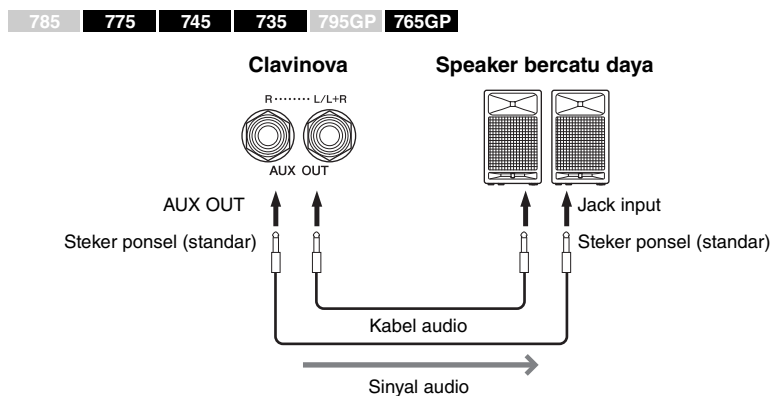 785 775 745 735 795GP 765GP
Clavinova Speaker bercatu daya
R ........ L/L+R
AUX OUT
AUX OUT Jack input
Steker ponsel (standar) Steker ponsel (standar)
Kabel audio
Sinyal audio